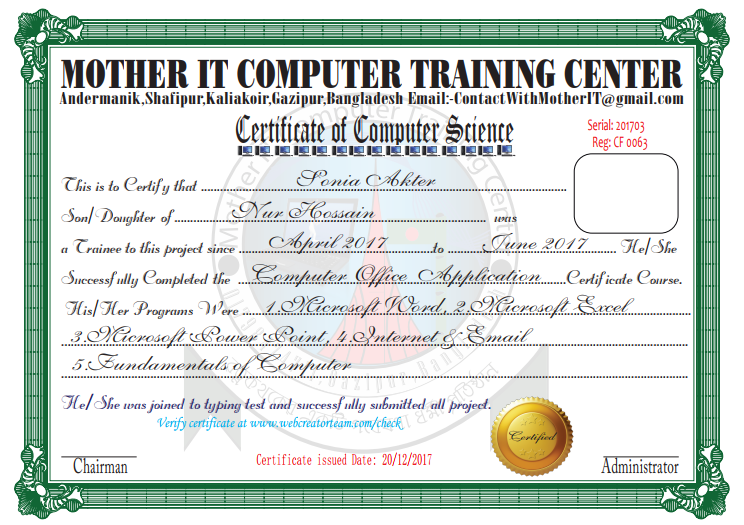 MOTHER IT COMPUTER TRAINING CENTER
Andermanik,Shafipur,Kaliakoir,Gazipur,Bangladesh Email:-ContactWithMotherIT@gmail.com
Certificate of Computer Science
Serial: 201703
Reg: CF 0063
This is to Certify that Sonia Akter
Son/Doughter of Nur Hossain was
a Trainee to this project since April 2017 to June 2017 He/She
Successfully Completed the Computer Office Application Certificate Course.
His/Her Programs Were 1.Microsoft Word, 2.Microsoft Excel
3.Microsoft Power Point, 4.Internet & Email
5.Fundamentals of Computer
He/She was joined to typing test and successfully submitted all project.
Verify certificate at www.webcreatorteam.com/check
Certified
Chairman
Certificate issued Date: 20/12/2017
Administrator